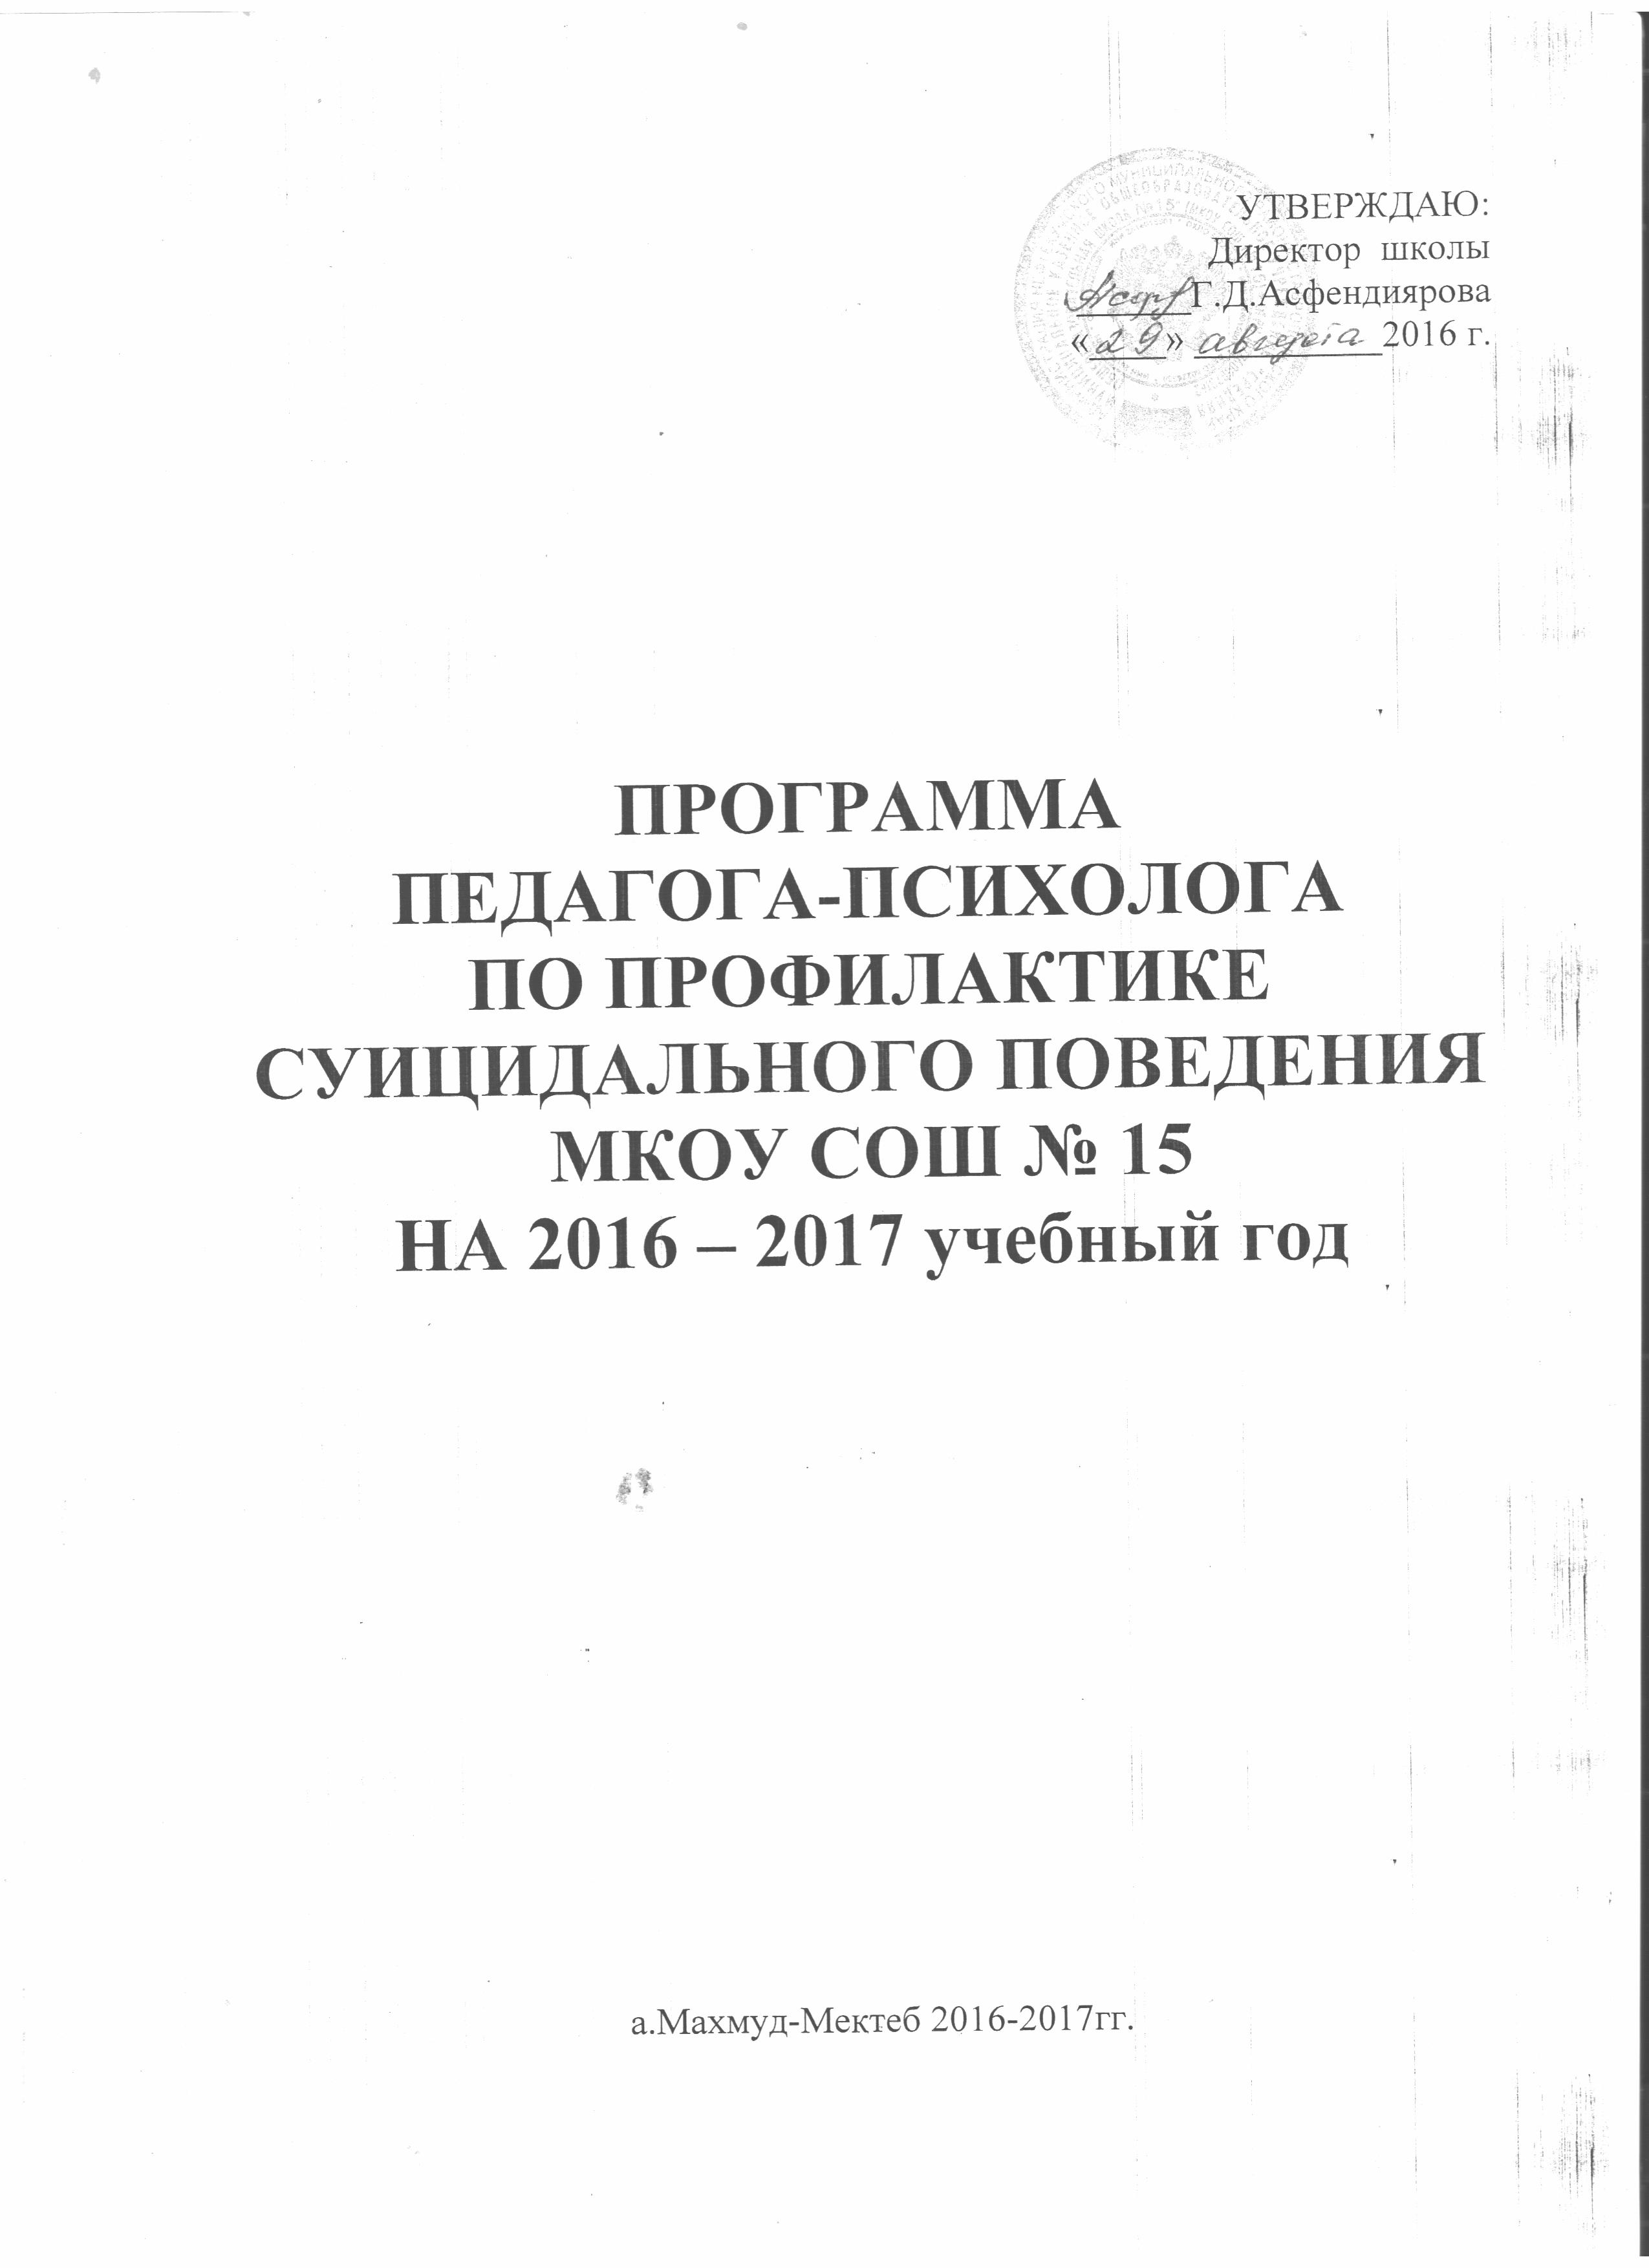 УТВЕРЖДАЮ:
Директор школы
Г.Д.Асфендиярова
«29» августа 2016 г.
ПРОГРАММА
ПЕДАГОГА-ПСИХОЛОГА
ПО ПРОФИЛАКТИКЕ
СУИЦИДАЛЬНОГО ПОВЕДЕНИЯ
МКОУ СОШ № 15
НА 2016 – 2017 учебный год
а.Махмуд-Мектеб 2016-2017гг.